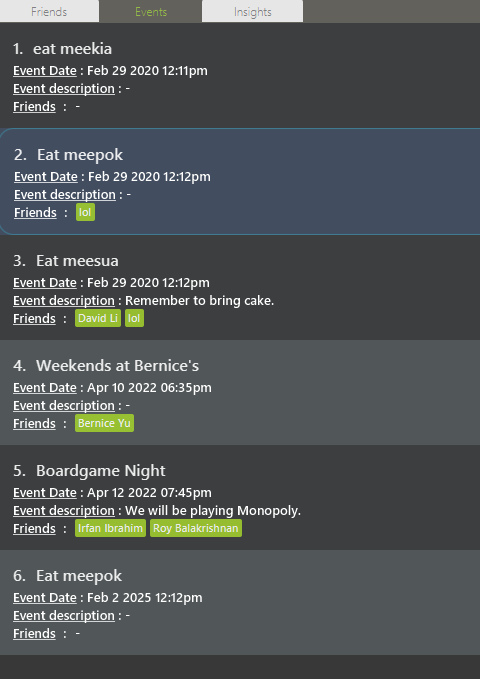 Friends Events Insights
1. eat meekia
Event Date : Feb 29 2020 12:11pm
Event description : -
Friends : -
2. Eat meepok
Event Date : Feb 29 2020 12:12pm
Event description : -
Friends : lol
3. Eat meesua
Event Date : Feb 29 2020 12:12pm
Event description : Remember to bring cake.
Friends : David Li lol
4. Weekends at Bernice's
Event Date : Apr 10 2022 06:35pm
Event description : -
Friends : Bernice Yu
5. Boardgame Night
Event Date : Apr 12 2022 07:45pm
Event description : We will be playing Monopoly.
Friends : Irfan Ibrahim Roy Balakrishnan
6. Eat meepok
Event Date : Feb 2 2025 12:12pm
Event description : -
Friends : -